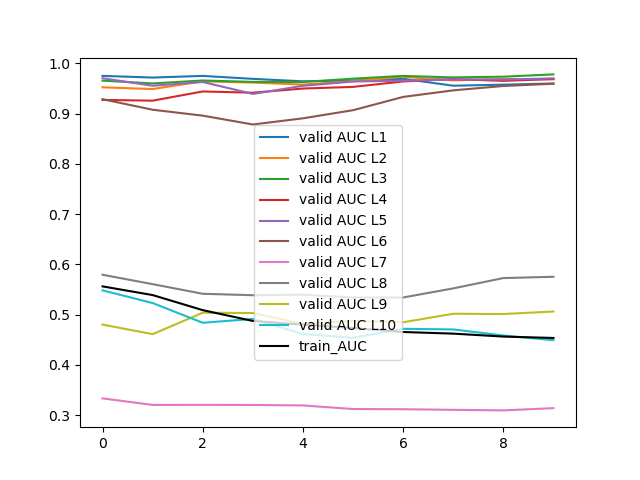 1.0
0.9
0.8
0.7
0.6
0.5
0.4
0.3
valid AUC L1
valid AUC L2
valid AUC L3
valid AUC L4
valid AUC L5
valid AUC L6
valid AUC L7
valid AUC L8
valid AUC L9
valid AUC L10
train_AUC
0 2 4 6 8